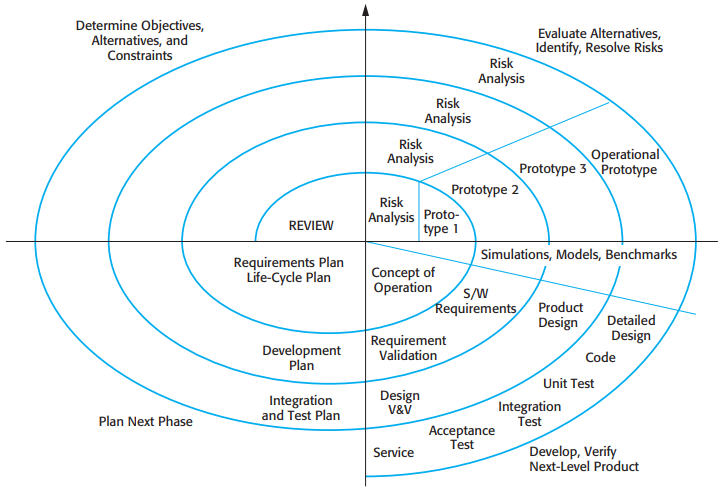 Determine Objectives,
Alternatives, and
Constraints
Evaluate Alternatives,
Identify, Resolve Risks
Risk
Analysis
Risk
Analysis
Risk
Analysis
Operational
Prototype
Prototype 3
Prototype 2
Risk
Analysis
Proto-
type 1
REVIEW
Requirements Plan
Life-Cycle Plan
Concept of
Operation
Simulations, Models, Benchmarks
S/W
Requirements
Product
Design
Detailed
Design
Development
Plan
Requirement
Validation
Code
Unit Test
Integration
and Test Plan
Design
V&V
Integration
Test
Acceptance
Test
Service
Plan Next Phase
Develop, Verify
Next-Level Product